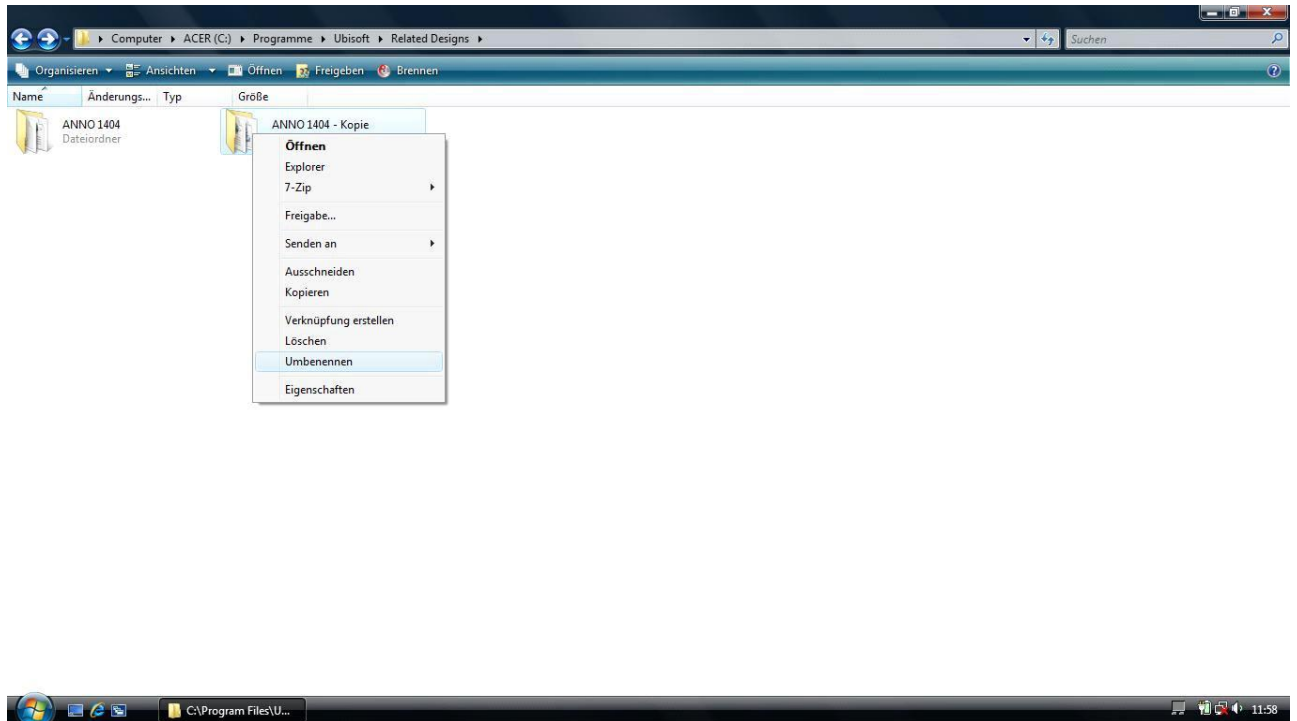 Computer ACER (C:) Programme Ubisoft Related Designs
Suchen
Organisieren Ansichten Öffnen Freigeben Brennen
Name Änderungs... Typ Größe
ANNO 1404
Dateiordner
ANNO 1404 - Kopie
Öffnen
Explorer
7-Zip
Freigabe...
Senden an
Ausschneiden
Kopieren
Verknüpfung erstellen
Löschen
Umbenennen
Eigenschaften
C:\Program Files\U...
11:58